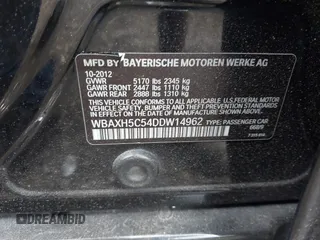 MFD BY BAYERISCHE MOTOREN WERKE AG
10-2012
GVWR 5170 lbs 2345 kg
GAWR FRONT 2447 lbs 1110 kg
GAWR REAR 2888 lbs 1310 kg
THIS VEHICLE CONFORMS TO ALL APPLICABLE FEDERAL MOTOR
VEHICLE SAFETY, BUMPER AND THEFT PREVENTION STANDARDS
IN EFFECT ON THE DATE OF MANUFACTURE SHOWN ABOVE.
WBAXH5C54DDW14962 TYPE: PASSENGER CAR
0668/9
DREAMBID